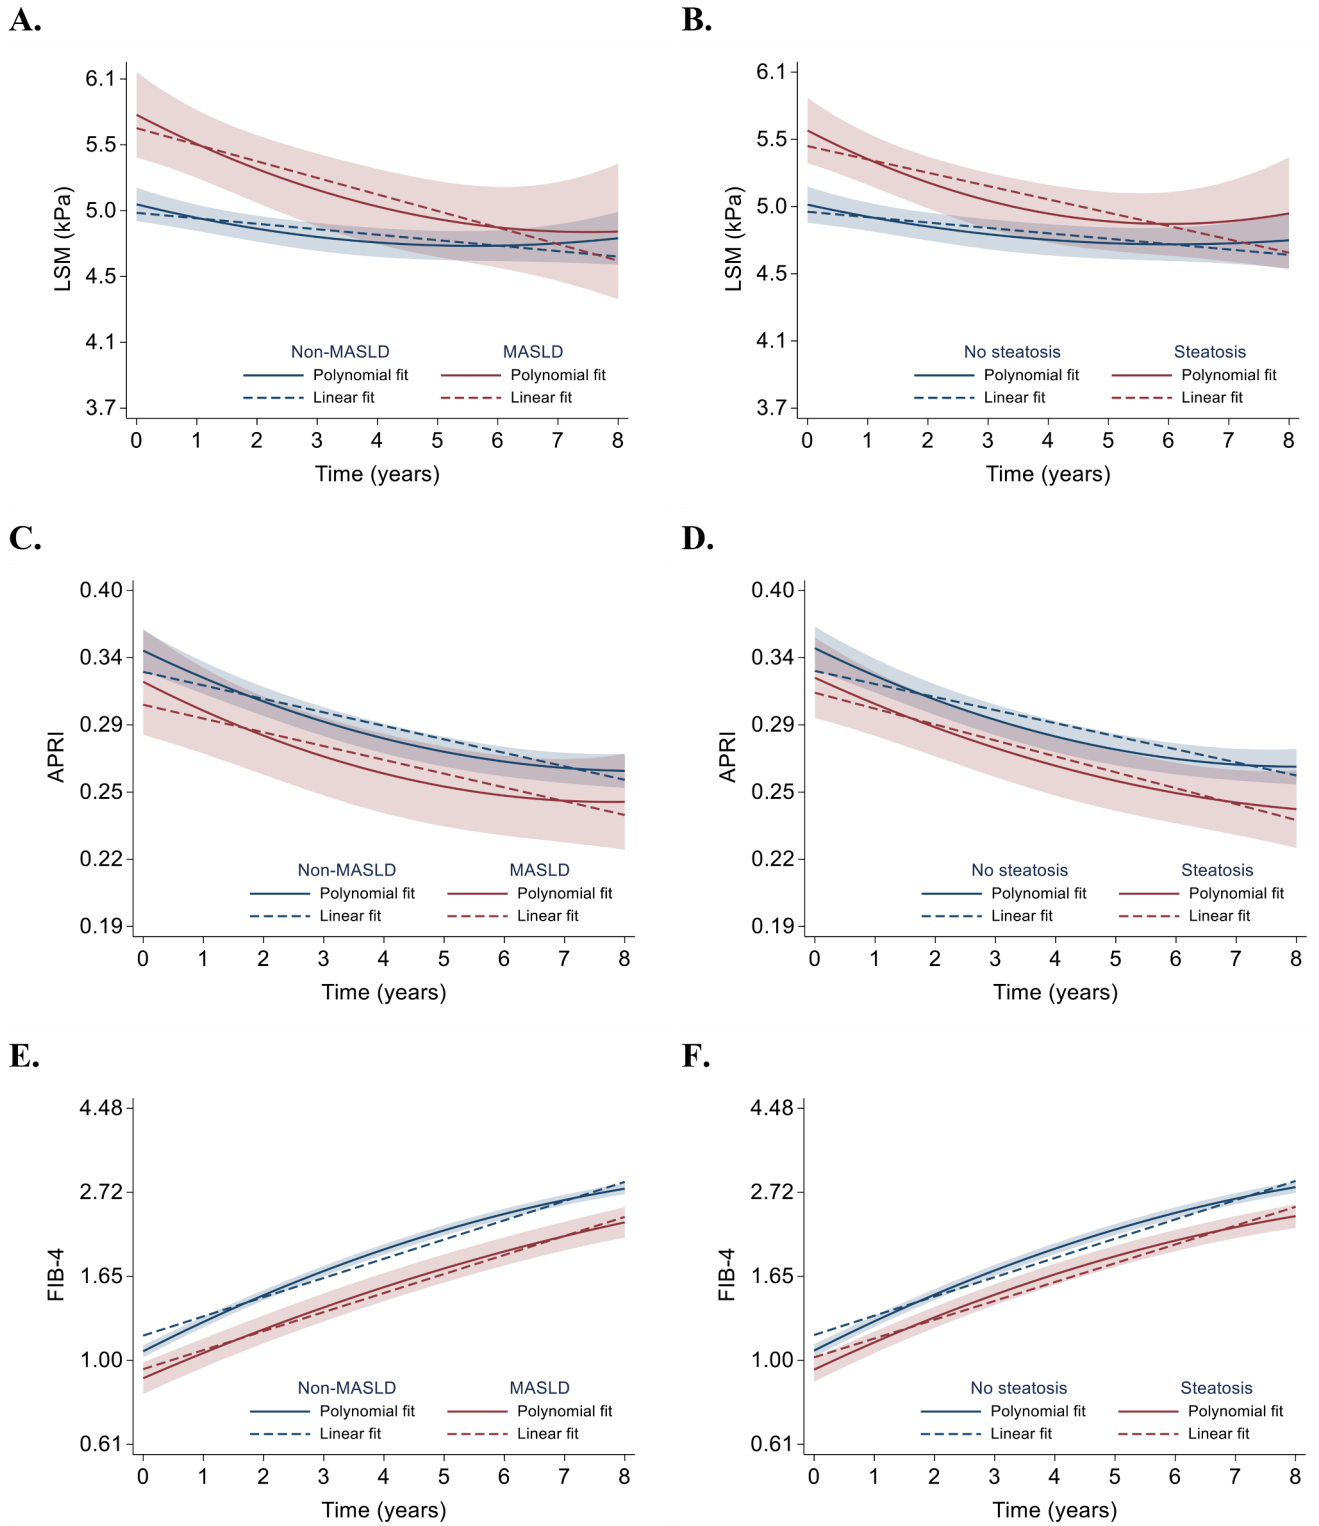 A.
6.1
5.5
5.0
4.5
4.1
3.7
LSM (kPa)
Non-MASLD MASLD
Polynomial fit Polynomial fit
Linear fit Linear fit
0 1 2 3 4 5 6 7 8
Time (years)
B.
6.1
5.5
5.0
4.5
4.1
3.7
LSM (kPa)
No steatosis Steatosis
Polynomial fit Polynomial fit
Linear fit Linear fit
0 1 2 3 4 5 6 7 8
Time (years)
C.
0.40
0.34
0.29
0.25
0.22
0.19
APRI
Non-MASLD MASLD
Polynomial fit Polynomial fit
Linear fit Linear fit
0 1 2 3 4 5 6 7 8
Time (years)
D.
0.40
0.34
0.29
0.25
0.22
0.19
APRI
No steatosis Steatosis
Polynomial fit Polynomial fit
Linear fit Linear fit
0 1 2 3 4 5 6 7 8
Time (years)
E.
4.48
2.72
1.65
1.00
0.61
FIB-4
Non-MASLD MASLD
Polynomial fit Polynomial fit
Linear fit Linear fit
0 1 2 3 4 5 6 7 8
Time (years)
F.
4.48
2.72
1.65
1.00
0.61
FIB-4
No steatosis Steatosis
Polynomial fit Polynomial fit
Linear fit Linear fit
0 1 2 3 4 5 6 7 8
Time (years)